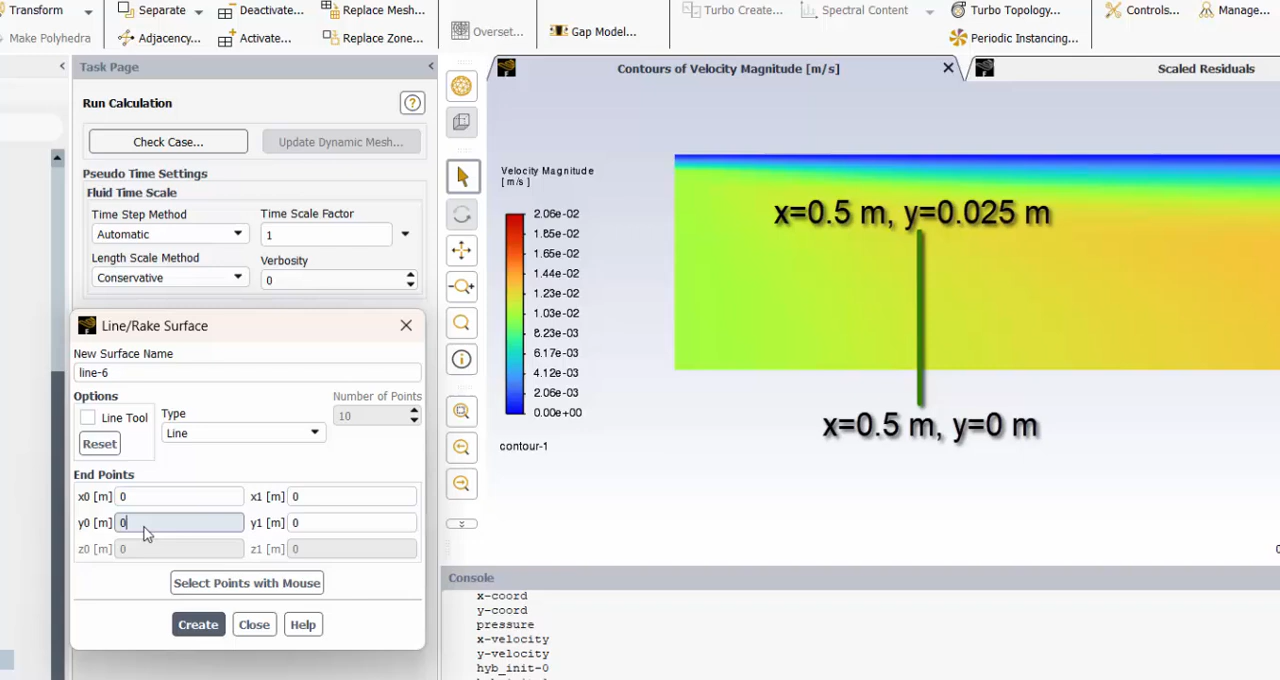 Transform
Separate
Deactivate...
Replace Mesh...
Turbo Create...
Spectral Content
Turbo Topology...
Controls...
Manage...
Make Polyhedra
Adjacency...
Activate...
Replace Zone...
Overset...
Gap Model...
Periodic Instancing...
Task Page
Contours of Velocity Magnitude [m/s]
Scaled Residuals
Run Calculation
Check Case...
Update Dynamic Mesh...
Pseudo Time Settings
Fluid Time Scale
Time Step Method
Time Scale Factor
Automatic
1
Length Scale Method
Verbosity
Conservative
0
Line/Rake Surface
New Surface Name
line-6
Options
Number of Points
Line Tool
Type
10
Reset
Line
End Points
x0 [m] 0
x1 [m] 0
y0 [m] 0
y1 [m] 0
z0 [m] 0
z1 [m] 0
Select Points with Mouse
Create
Close
Help
Velocity Magnitude
[ m/s ]
2.06e-02
1.85e-02
1.65e-02
1.44e-02
1.23e-02
1.03e-02
8.23e-03
6.17e-03
4.12e-03
2.06e-03
0.00e+00
contour-1
x=0.5 m, y=0.025 m
x=0.5 m, y=0 m
Console
x-coord
y-coord
pressure
x-velocity
y-velocity
hyb_init-0